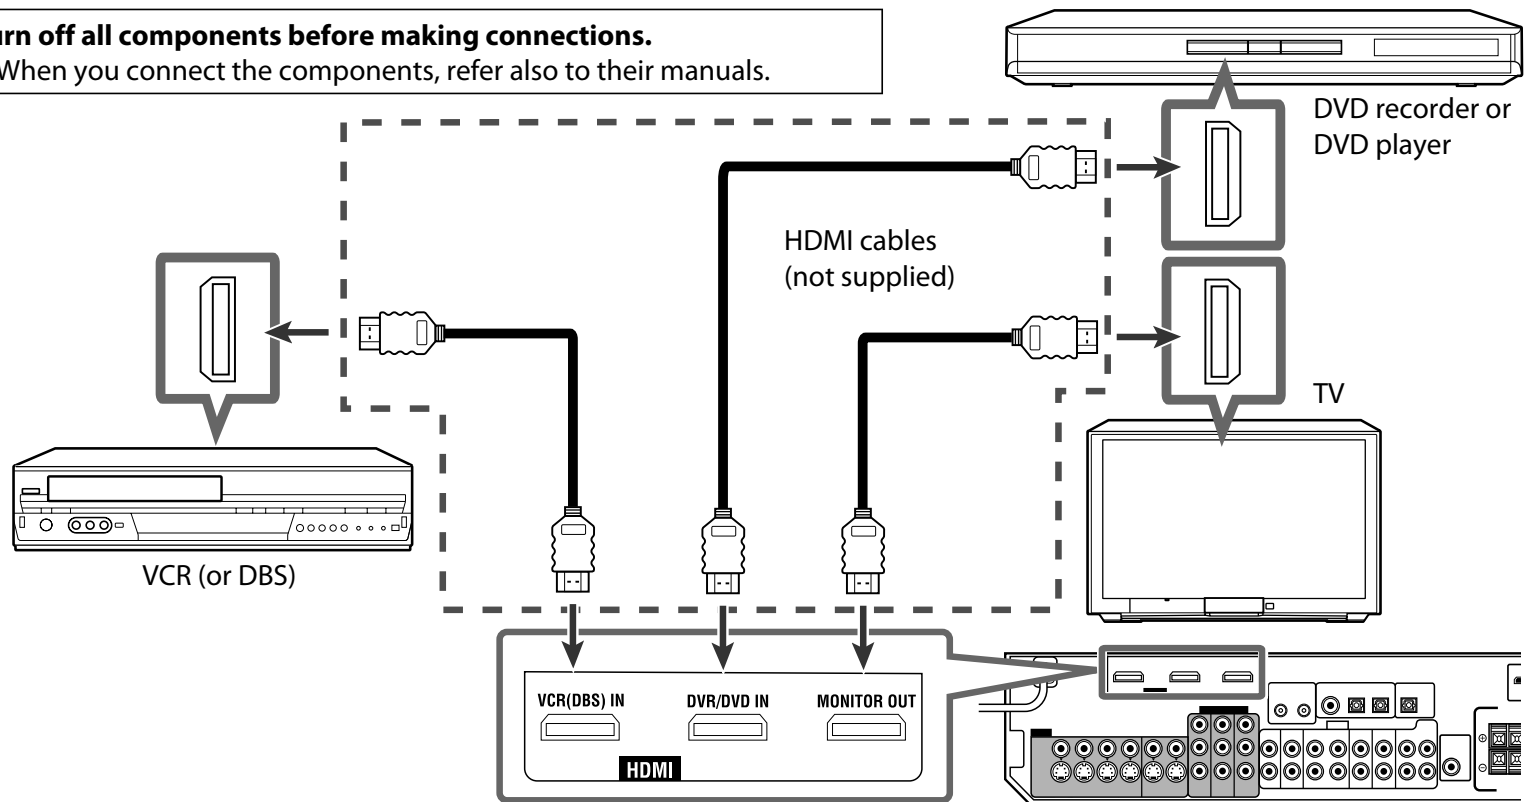 urn off all components before making connections.
When you connect the components, refer also to their manuals.
DVD recorder or
DVD player
HDMI cables
(not supplied)
TV
VCR (or DBS)
VCR(DBS) IN
DVR/DVD IN
MONITOR OUT
HDMI